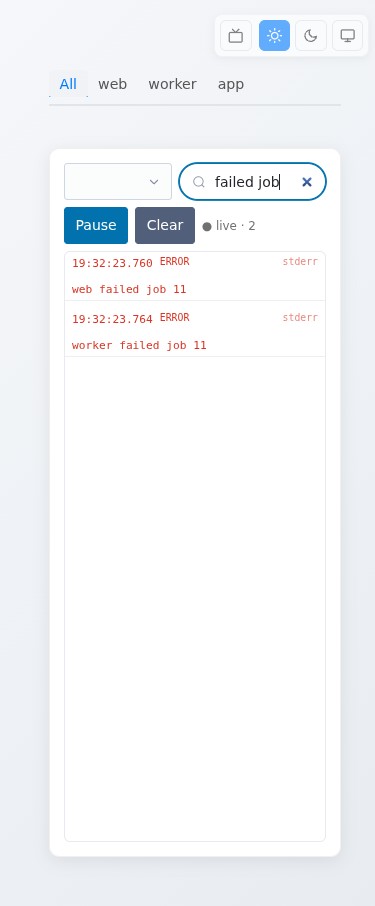 All web worker app
failed job
Pause Clear live · 2
19:32:23.760 ERROR stderr
web failed job 11
19:32:23.764 ERROR stderr
worker failed job 11